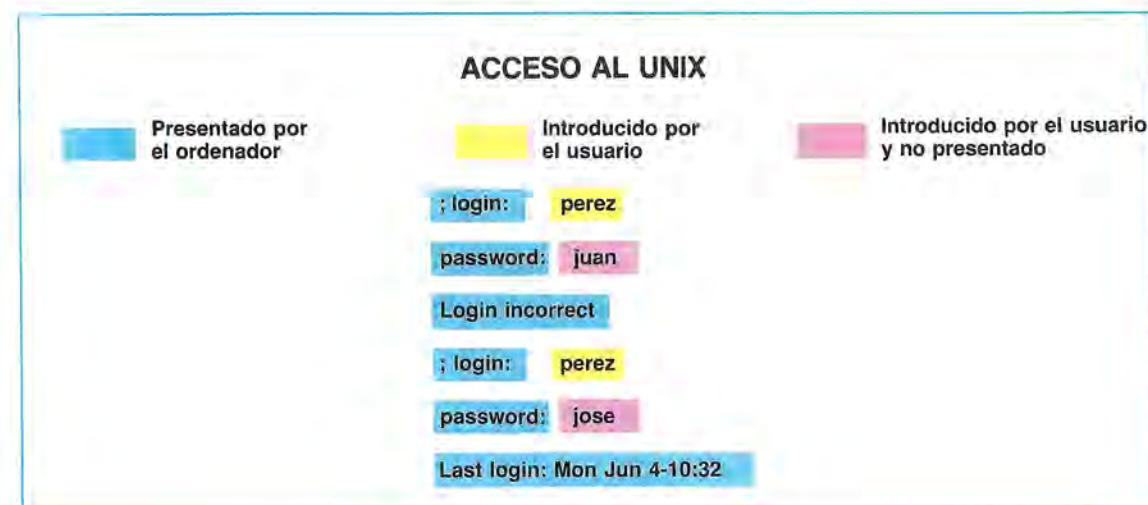 ACCESO AL UNIX
Presentado por
el ordenador
Introducido por
el usuario
Introducido por el usuario
y no presentado
; login: perez
password: juan
Login incorrect
; login: perez
password: jose
Last login: Mon Jun 4-10:32